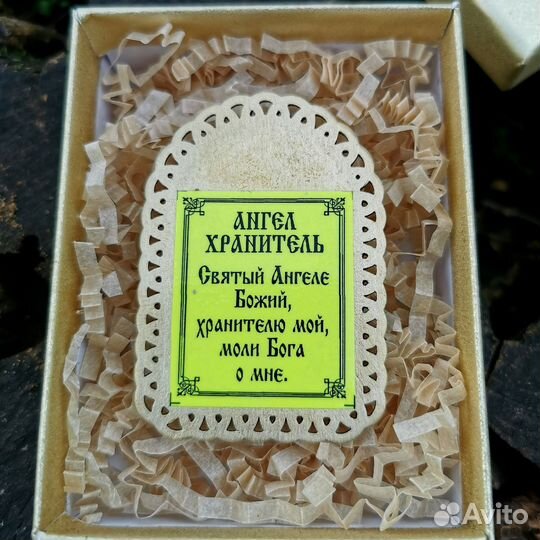 АНГЕЛ
ХРАНИТЕЛЬ
Святый Ангеле
Божий,
хранителю мой,
моли Бога
о мне.
Avito